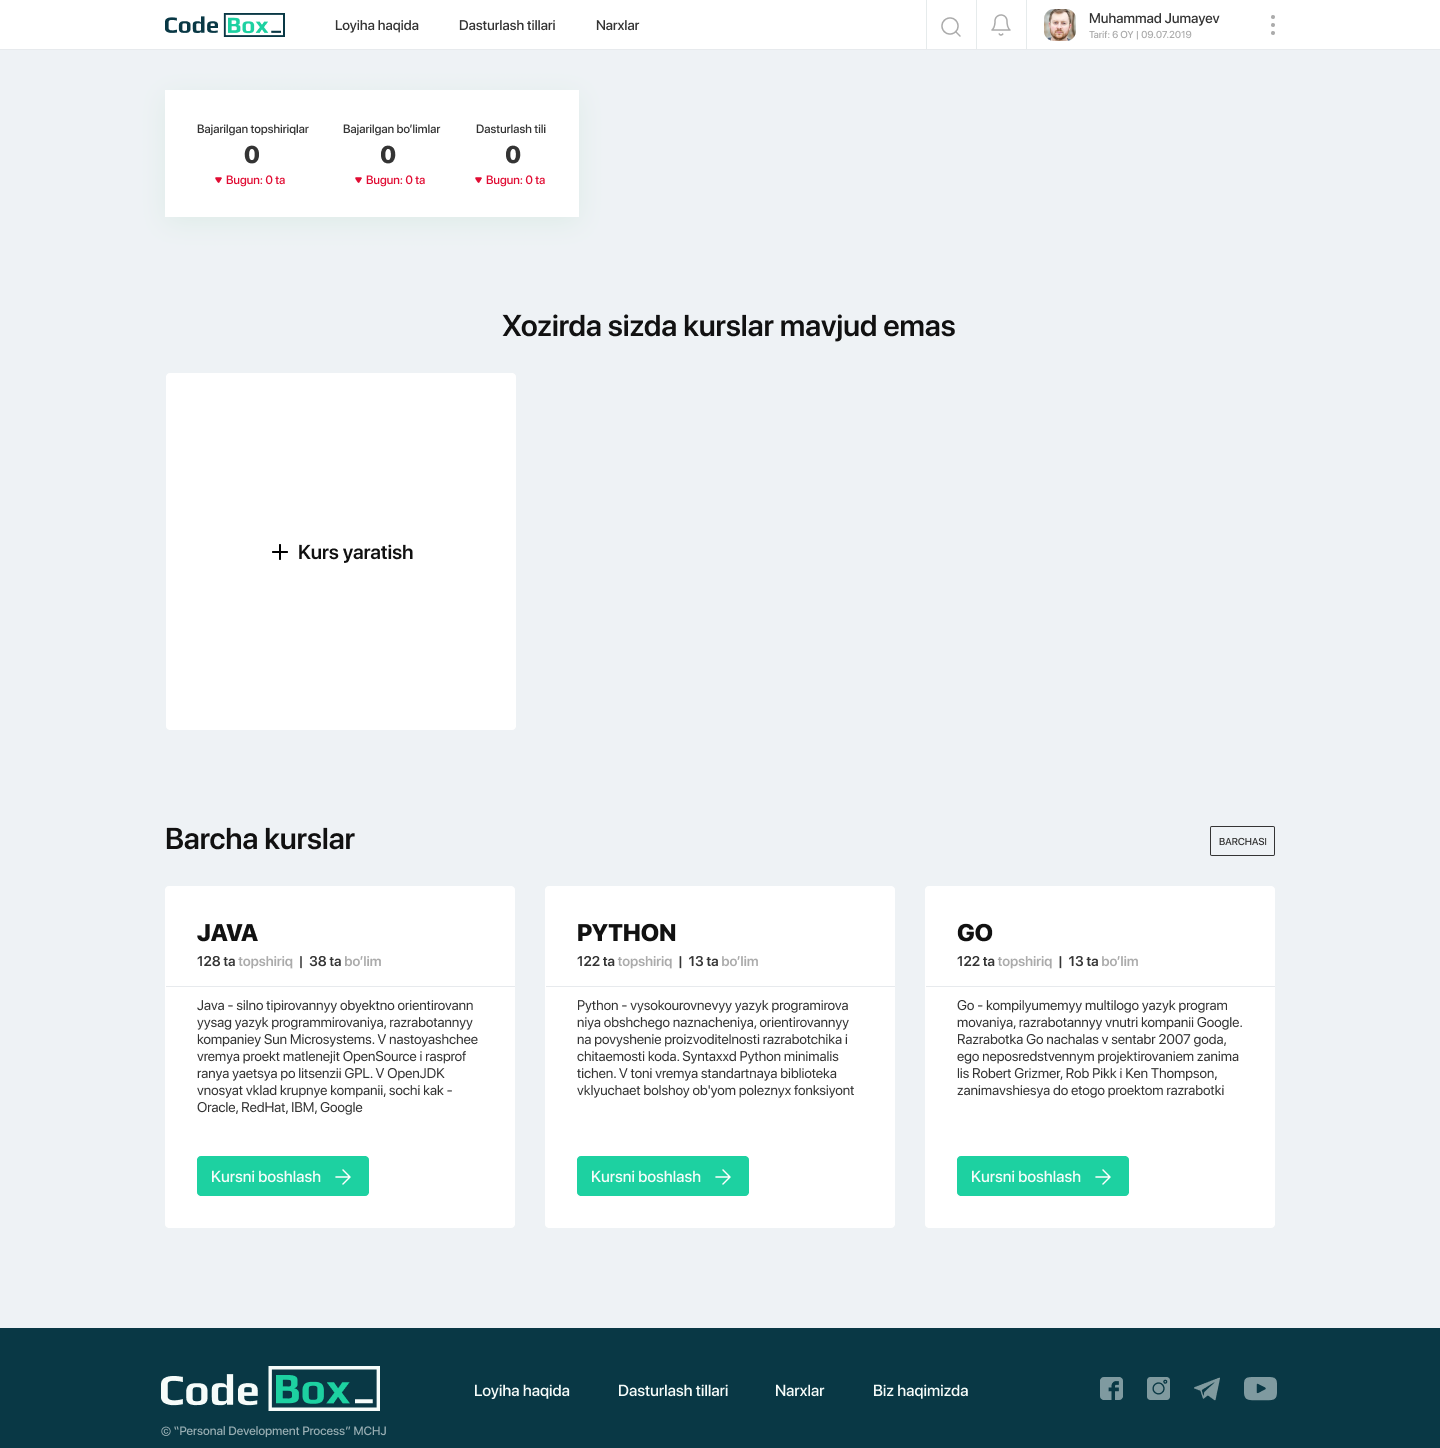 Code Box_
Loyiha haqida
Dasturlash tillari
Narxlar
Muhammad Jumayev
Tarif: 6 OY | 09.07.2019
Bajarilgan topshiriqlar
0
Bugun: 0 ta
Bajarilgan bo‘limlar
0
Bugun: 0 ta
Dasturlash tili
0
Bugun: 0 ta
Xozirda sizda kurslar mavjud emas
Kurs yaratish
Barcha kurslar
BARCHASI
JAVA
128 ta topshiriq | 38 ta bo‘lim
Java - silno tipirovannyy obyektno orientirovann
yysag yazyk programmirovaniya, razrabotannyy
kompaniey Sun Microsystems. V nastoyashchee
vremya proekt matlenejit OpenSource i rasprof
ranya yaetsya po litsenzii GPL. V OpenJDK
vnosyat vklad krupnye kompanii, sochi kak -
Oracle, RedHat, IBM, Google
Kursni boshlash
PYTHON
122 ta topshiriq | 13 ta bo‘lim
Python - vysokourovnevyy yazyk programirova
niya obshchego naznacheniya, orientirovannyy
na povyshenie proizvoditelnosti razrabotchika i
chitaemosti koda. Syntaxxd Python minimalis
tichen. V toni vremya standartnaya biblioteka
vklyuchaet bolshoy ob'yom poleznyx fonksiyont
Kursni boshlash
GO
122 ta topshiriq | 13 ta bo‘lim
Go - kompilyumemyy multilogo yazyk program
movaniya, razrabotannyy vnutri kompanii Google.
Razrabotka Go nachalas v sentabr 2007 goda,
ego neposredstvennym projektirovaniem zanima
lis Robert Grizmer, Rob Pikk i Ken Thompson,
zanimavshiesya do etogo proektom razrabotki
Kursni boshlash
Code Box_
© “Personal Development Process” MCHJ
Loyiha haqida
Dasturlash tillari
Narxlar
Biz haqimizda